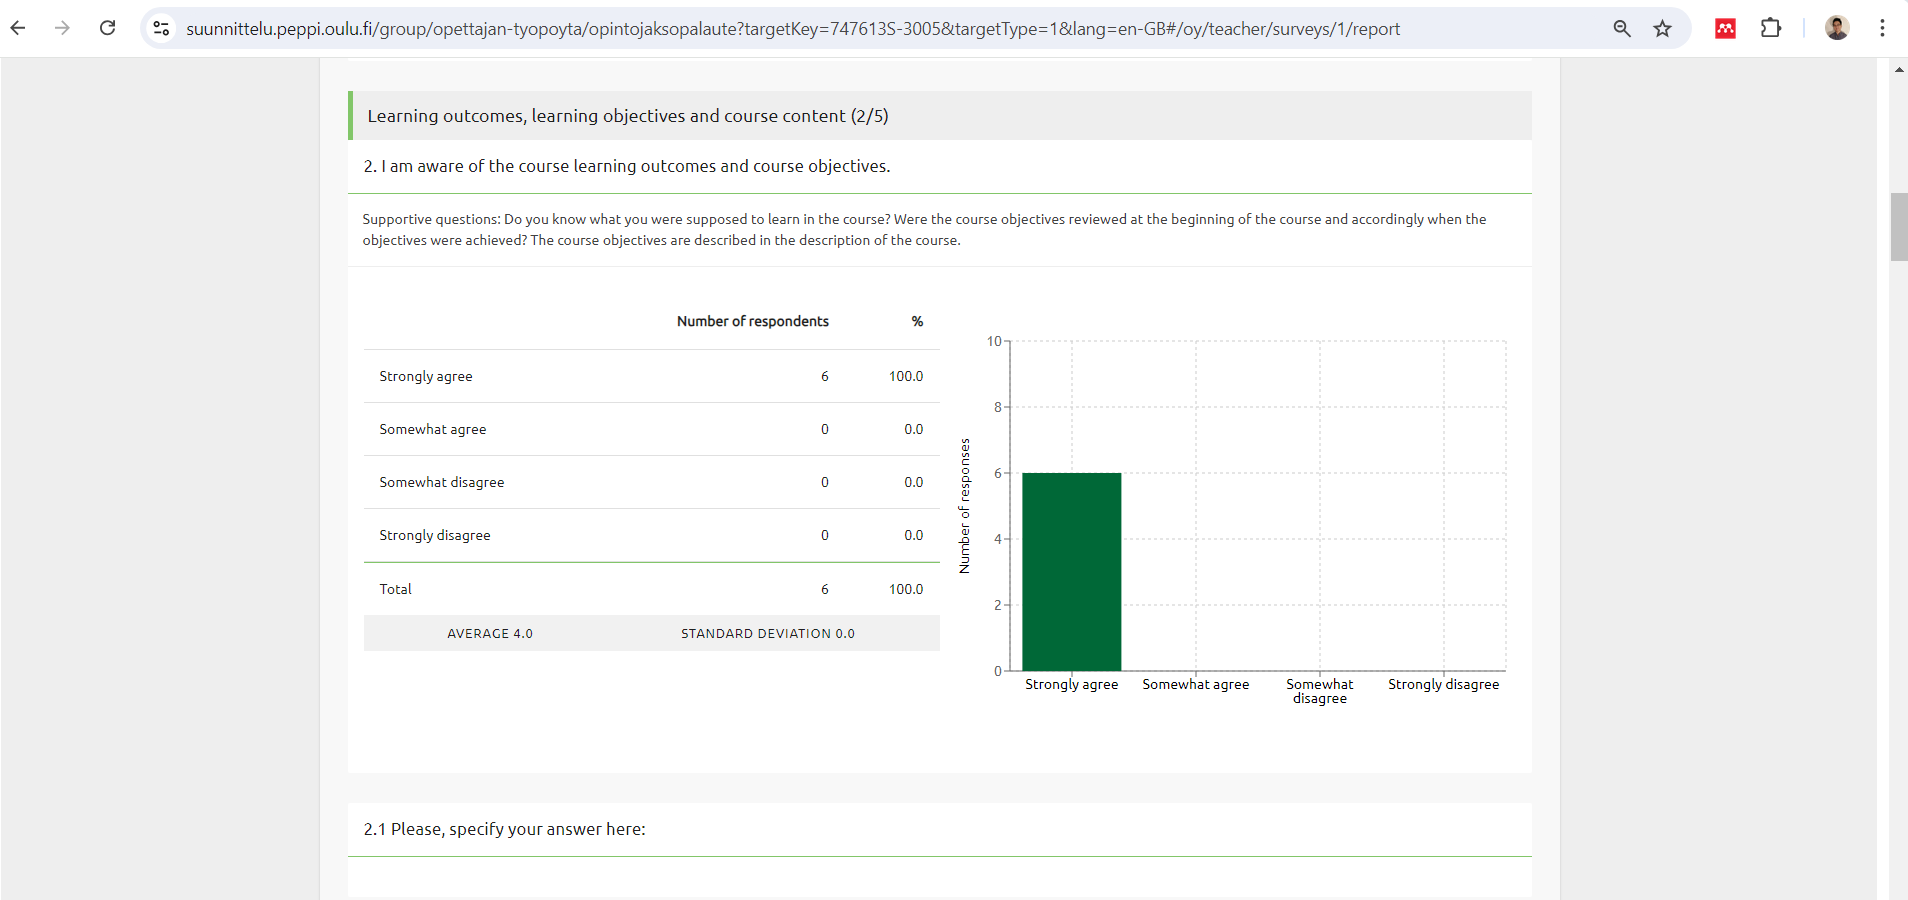 suunnittelu.peppi.oulu.fi/group/opettajan-tyopoyta/opintojaksopalaute?targetKey=747613S-3005&targetType=1&lang=en-GB#/oy/teacher/surveys/1/report
Learning outcomes, learning objectives and course content (2/5)
2. I am aware of the course learning outcomes and course objectives.
Supportive questions: Do you know what you were supposed to learn in the course? Were the course objectives reviewed at the beginning of the course and accordingly when the
objectives were achieved? The course objectives are described in the description of the course.
Number of respondents %
Strongly agree 6 100.0
Somewhat agree 0 0.0
Somewhat disagree 0 0.0
Strongly disagree 0 0.0
Total 6 100.0
AVERAGE 4.0 STANDARD DEVIATION 0.0
Number of responses
10
8
6
4
2
0
Strongly agree Somewhat agree Somewhat disagree Strongly disagree
2.1 Please, specify your answer here: